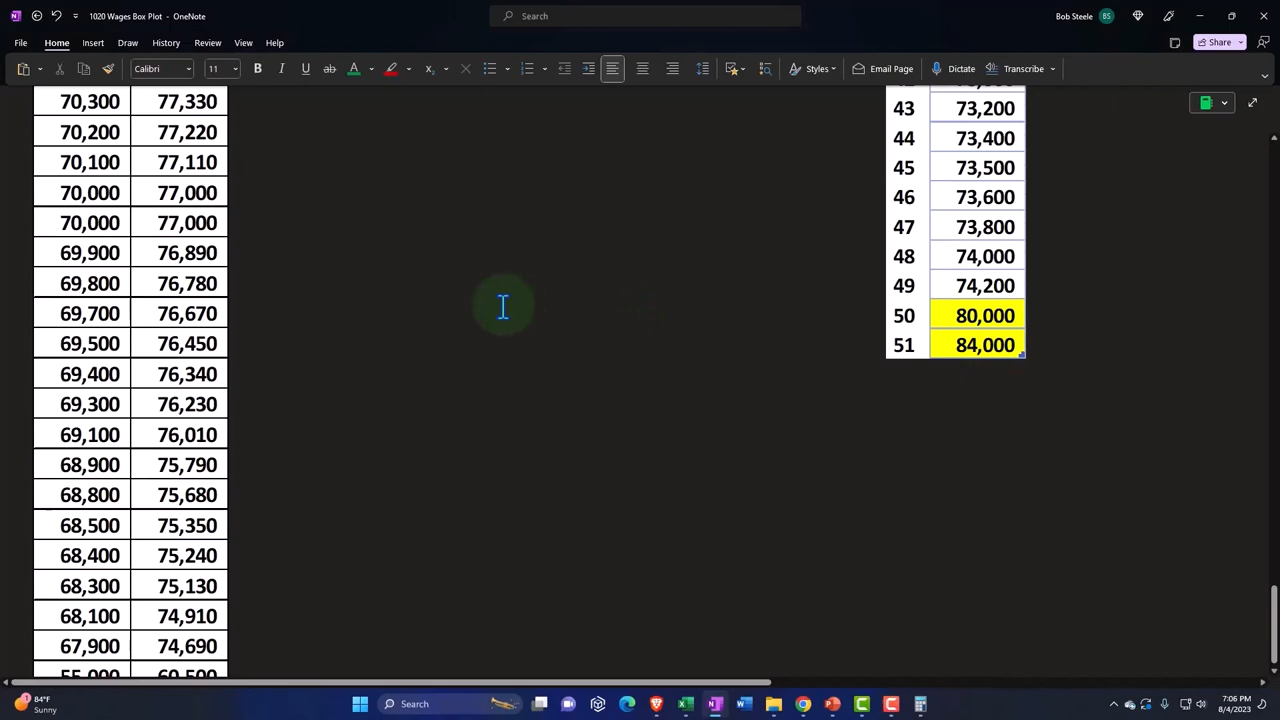 1020 Wages Box Plot - OneNote
Search
Bob Steele
BS
File Home Insert Draw History Review View Help
Share
Calibri 11 B I U ab A Styles Email Page Dictate Transcribe
70,300 77,330
70,200 77,220
70,100 77,110
70,000 77,000
70,000 77,000
69,900 76,890
69,800 76,780
69,700 76,670
69,500 76,450
69,400 76,340
69,300 76,230
69,100 76,010
68,900 75,790
68,800 75,680
68,500 75,350
68,400 75,240
68,300 75,130
68,100 74,910
67,900 74,690
55,000 60,500
43 73,200
44 73,400
45 73,500
46 73,600
47 73,800
48 74,000
49 74,200
50 80,000
51 84,000
84°F
Sunny
Search
7:06 PM
8/4/2023